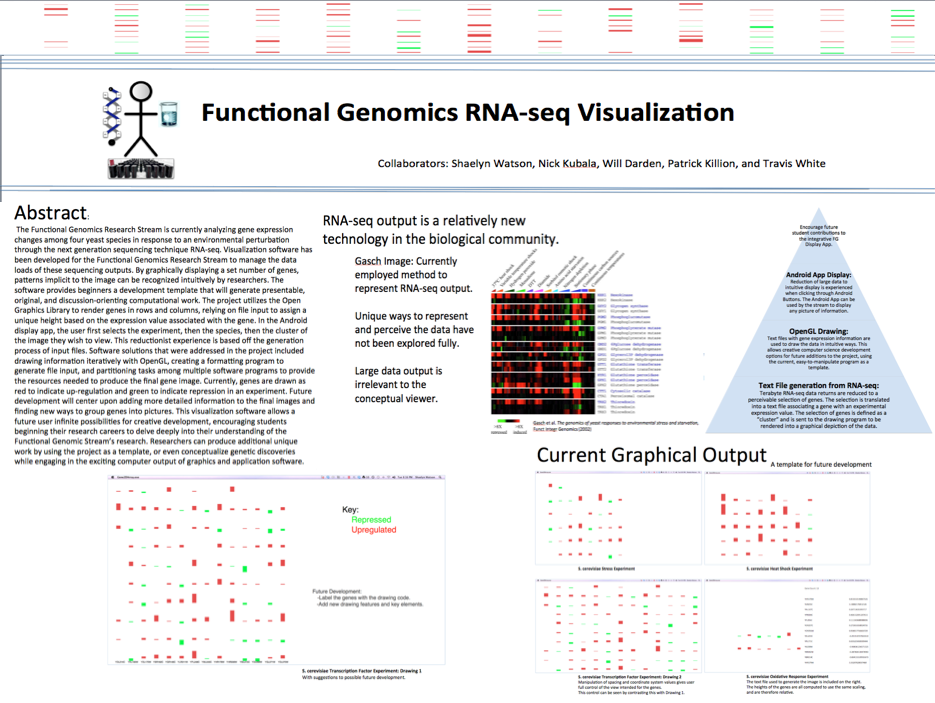 Functional Genomics RNA-seq Visualization
Collaborators: Shaelyn Watson, Nick Kubala, Will Darden, Patrick Killion, and Travis White
Abstract:
The Functional Genomics Research Stream is currently analyzing gene expression
changes among four yeast species in response to an environmental perturbation
through the next generation sequencing technique RNA-seq. Visualization software has
been developed for the Functional Genomics Research Stream to manage the data
loads of these sequencing outputs. By graphically displaying a set number of genes,
patterns implicit to the image can be recognized intuitively by researchers. The
software provides beginners a development template that will generate presentable,
original, and discussion-orienting computational work. The project utilizes the Open
Graphics Library to render genes in rows and columns, relying on file input to assign a
unique height based on the expression value associated with the gene. In the Android
display app, the user first selects the experiment, then the species, then the cluster of
the image they wish to view. This reductionist experience is based off the generation
process of input files. Software solutions that were addressed in the project included
drawing information iteratively with OpenGL, creating a formatting program to
generate file input, and partitioning tasks among multiple software programs to provide
the resources needed to produce the final gene image. Currently, genes are drawn as
red to indicate up-regulation and green to indicate repression in an experiment. Future
development will center upon adding more detailed information to the final images and
finding new ways to group genes into pictures. This visualization software allows a
future user infinite possibilities for creative development, encouraging students
beginning their research careers to delve deeply into their understanding of the
Functional Genomic Stream's research. Researchers can produce additional unique
work by using the project as a template, or even conceptualize genetic discoveries
while engaging in the exciting computer output of graphics and application software.
RNA-seq output is a relatively new
technology in the biological community.
Gasch Image: Currently
employed method to
represent RNA-seq output.
Unique ways to represent
and perceive the data have
not been explored fully.
Large data output is
irrelevant to the
conceptual viewer.
Gasch et al. The genomics of yeast responses to environmental stress and starvation,
Funct Integr Genomics (2002)
Encourage future
student contributions to
the integrative FG
Display App.
Android App Display:
Reduction of large data to
intuitive display is experienced
when clicking through Android
Buttons. The Android App can be
used by the stream to display
any picture of information.
OpenGL Drawing:
Text files with gene expression information are
used to draw the data in intuitive ways. This
allows creative computer science development
options for future additions to the project, using
the current, easy-to-manipulate program as a
template.
Text File generation from RNA-seq:
Terabyte RNA-seq data returns are reduced to a
perceivable selection of genes. The selection is translated
into a text file associating a gene with an experimental
expression value. The selection of genes is defined as a
"cluster" and is sent to the drawing program to be
rendered into a graphical depiction of the data.
Current Graphical Output
A template for future development
Key:
Repressed
Upregulated
Future Development:
-Label the genes with the drawing code.
-Add new drawing features and key elements.
S. cerevisiae Transcription Factor Experiment: Drawing 1
With suggestions to possible future development.
S. cerevisiae Stress Experiment
S. cerevisiae Heat Shock Experiment
S. cerevisiae Transcription Factor Experiment: Drawing 2
Manipulation of spacing and coordinate system values gives user
full control of the view intended for the genes.
This control can be seen by contrasting this with Drawing 1.
S. cerevisiae Oxidative Response Experiment
The text file used to generate the image is included on the right.
The heights of the genes are all computed to use the same scaling,
and are therefore relative.